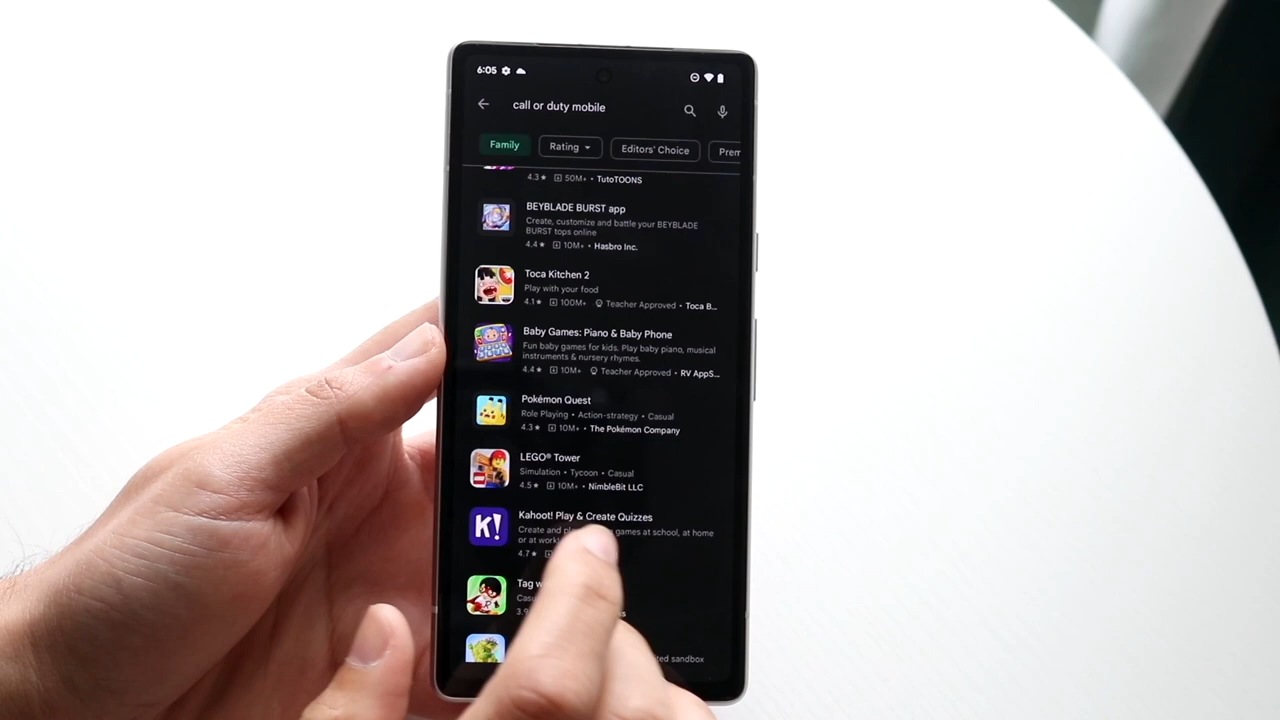 6:05
call or duty mobile
Family
Rating
Editors' Choice
Prem
4.3★ 50M+ • TutoTOONS
BEYBLADE BURST app
Create, customize and battle your BEYBLADE
BURST tops online
4.4★ 10M+ • Hasbro Inc.
Toca Kitchen 2
Play with your food
4.1★ 100M+ Teacher Approved • Toca B...
Baby Games: Piano & Baby Phone
Fun baby games for kids. Play baby piano, musical
instruments & nursery rhymes.
4.4★ 10M+ Teacher Approved • RV AppS...
Pokémon Quest
Role Playing • Action-strategy • Casual
4.3★ 10M+ • The Pokémon Company
LEGO® Tower
Simulation • Tycoon • Casual
4.5★ 10M+ • NimbleBit LLC
K!
Kahoot! Play & Create Quizzes
Create and games at school, at home
or at work
4.7★
Tag
3.9
sandbox